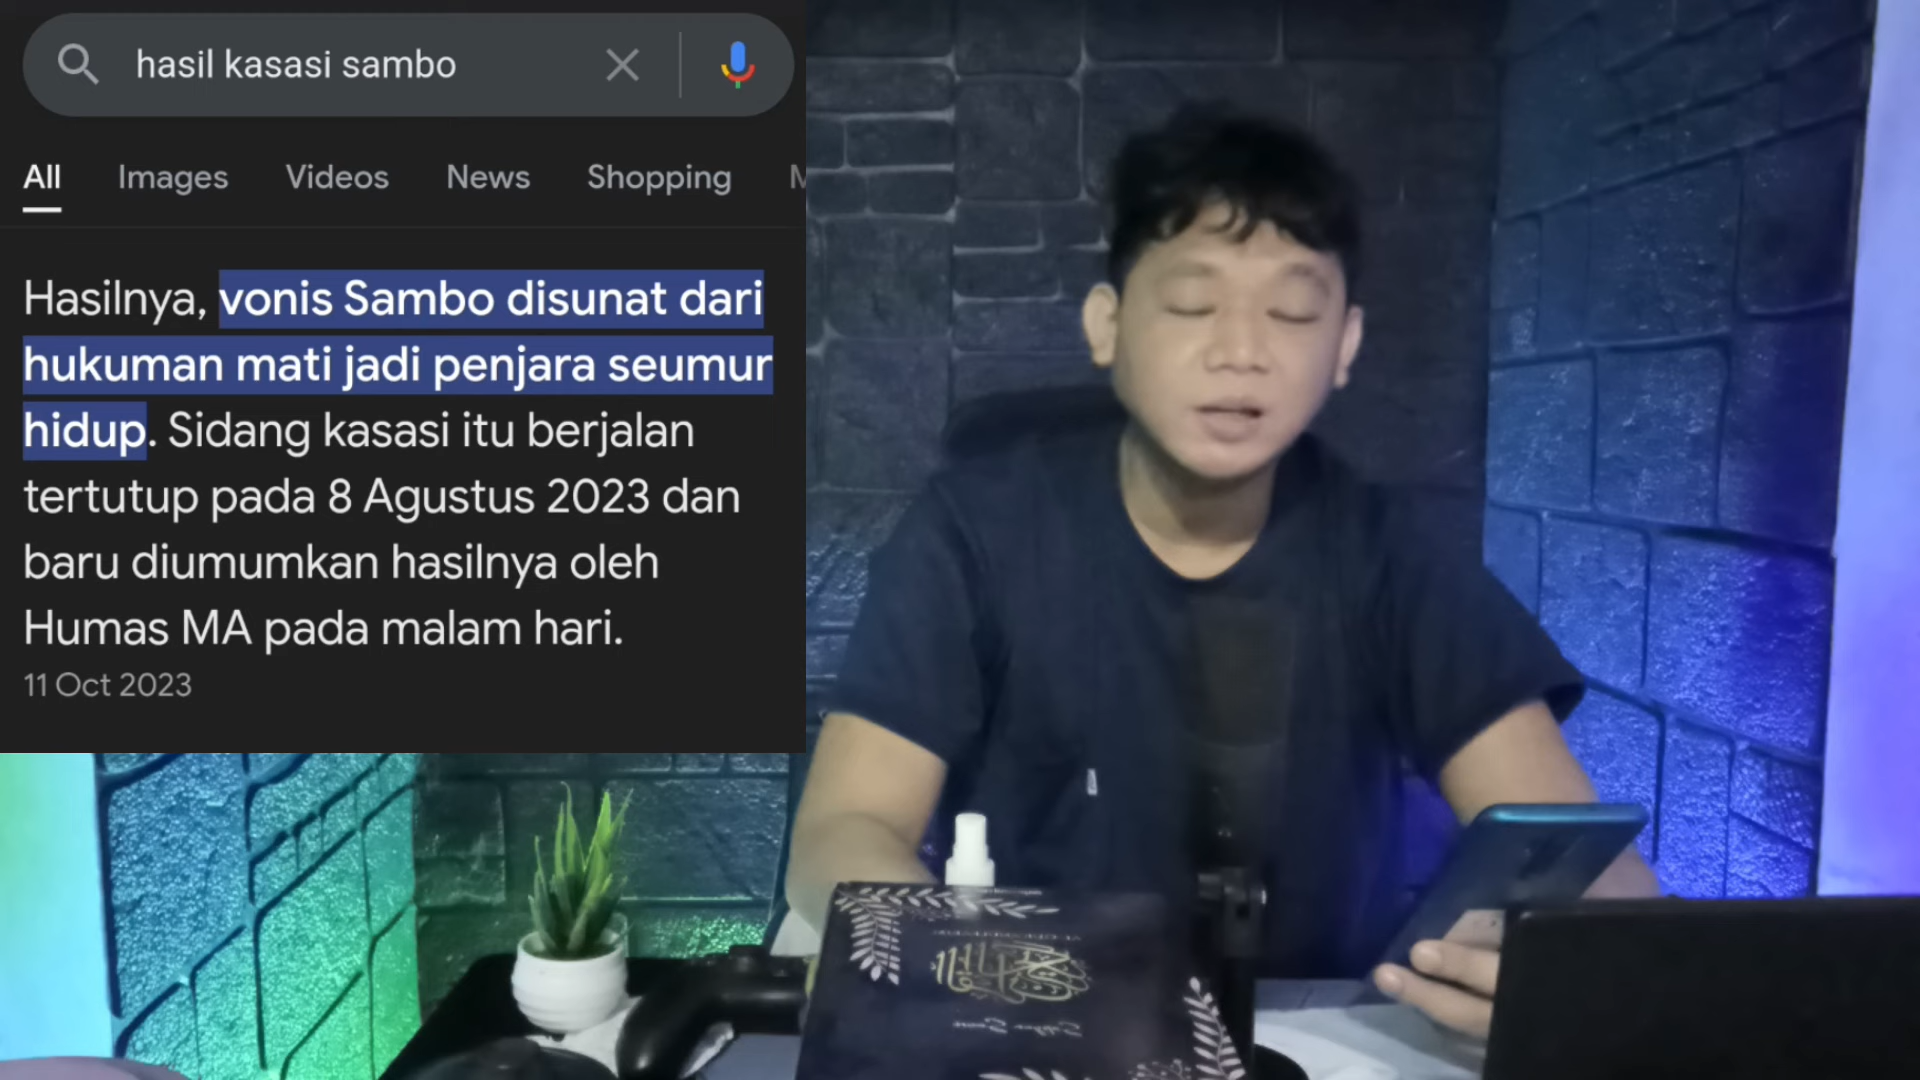 hasil kasasi sambo
All Images Videos News Shopping M
Hasilnya, vonis Sambo disunat dari
hukuman mati jadi penjara seumur
hidup. Sidang kasasi itu berjalan
tertutup pada 8 Agustus 2023 dan
baru diumumkan hasilnya oleh
Humas MA pada malam hari.
11 Oct 2023